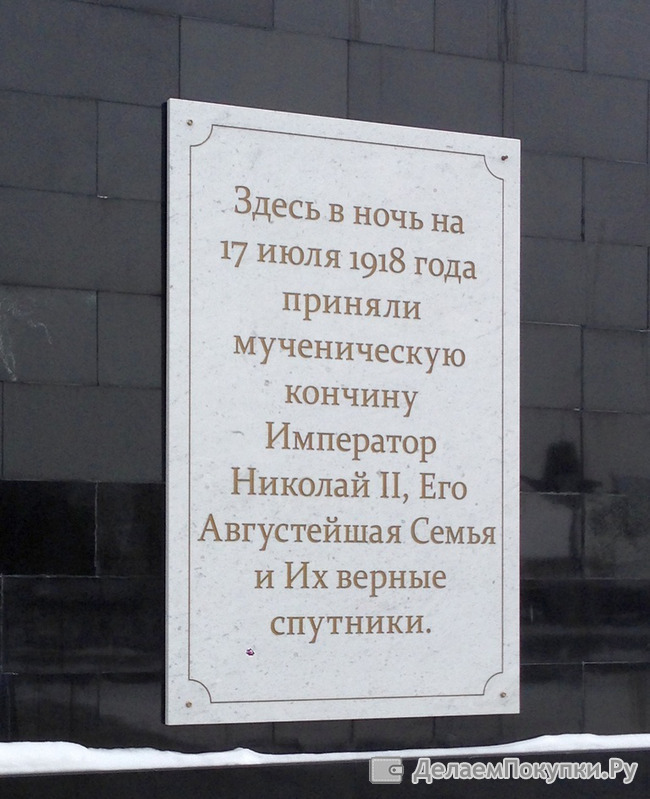 Здесь в ночь на
17 июля 1918 года
приняли
мученическую
кончину
Император
Николай II, Его
Августейшая Семья
и Их верные
спутники.
ДелаемПокупки.Ру